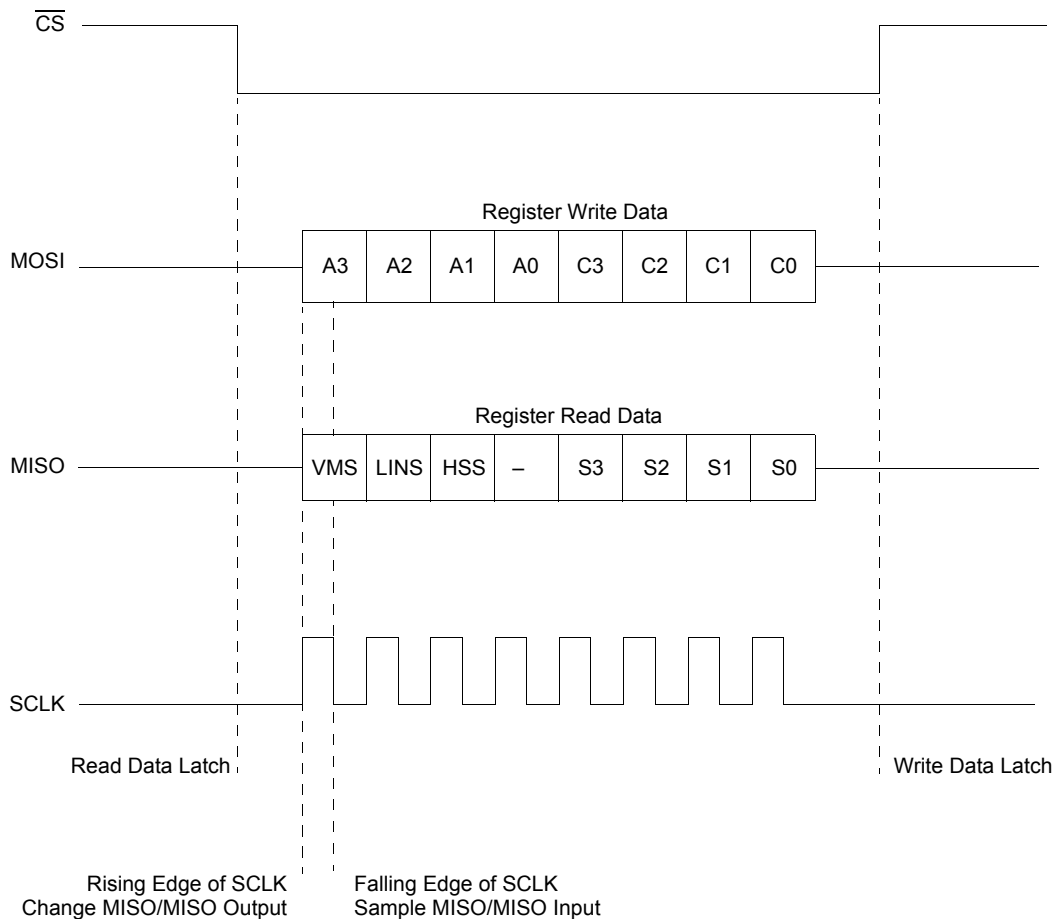 CS
Register Write Data
MOSI
A3 A2 A1 A0 C3 C2 C1 C0
Register Read Data
MISO
VMS LINS HSS – S3 S2 S1 S0
SCLK
Read Data Latch
Write Data Latch
Rising Edge of SCLK
Change MISO/MISO Output
Falling Edge of SCLK
Sample MISO/MISO Input